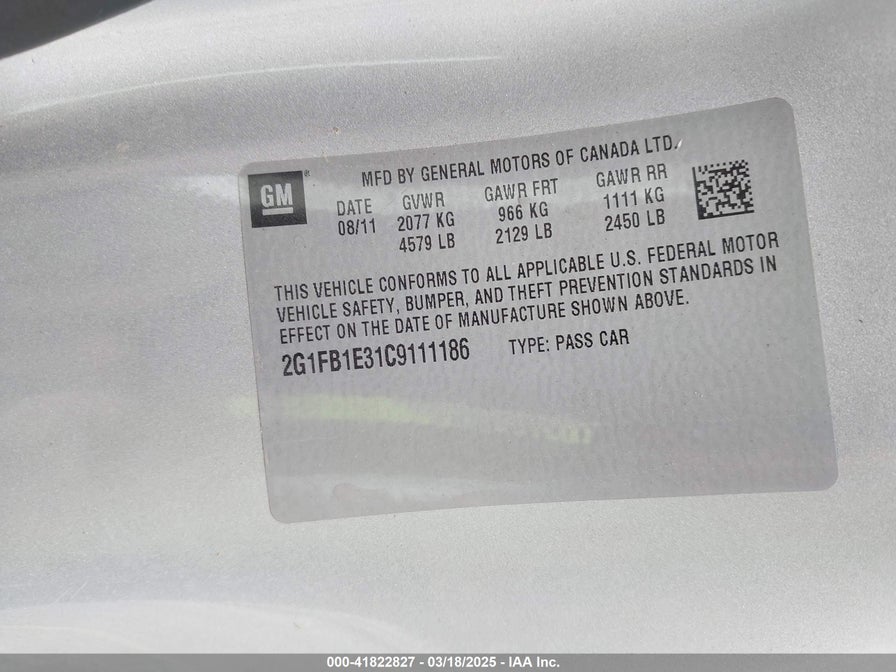 GM®
MFD BY GENERAL MOTORS OF CANADA LTD.
DATE GVWR GAWR FRT GAWR RR
08/11 2077 KG 966 KG 1111 KG
4579 LB 2129 LB 2450 LB
THIS VEHICLE CONFORMS TO ALL APPLICABLE U.S. FEDERAL MOTOR
VEHICLE SAFETY, BUMPER, AND THEFT PREVENTION STANDARDS IN
EFFECT ON THE DATE OF MANUFACTURE SHOWN ABOVE.
2G1FB1E31C9111186 TYPE: PASS CAR
000-41822827 - 03/18/2025 - IAA Inc.